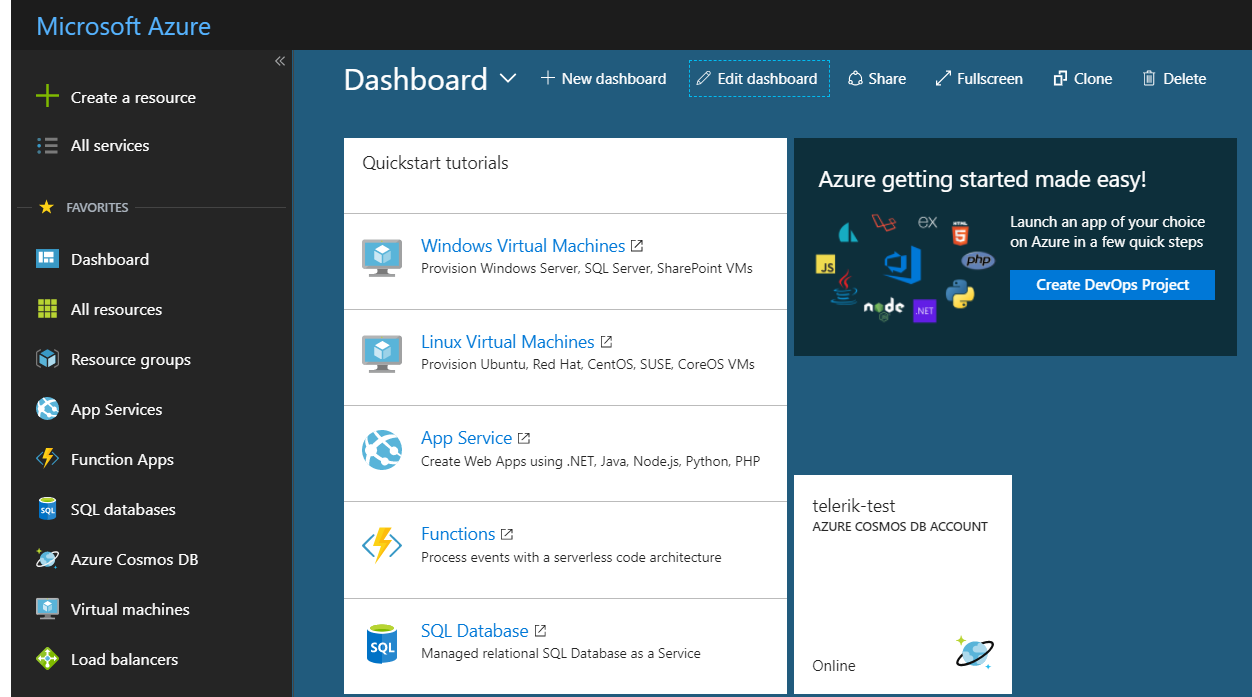 Microsoft Azure
«
Create a resource
All services
FAVORITES
Dashboard
All resources
Resource groups
App Services
Function Apps
SQL
SQL databases
Azure Cosmos DB
Virtual machines
Load balancers
Dashboard
New dashboard
Edit dashboard
Share
Fullscreen
Clone
Delete
Quickstart tutorials
Windows Virtual Machines
Provision Windows Server, SQL Server, SharePoint VMs
Linux Virtual Machines
Provision Ubuntu, Red Hat, CentOS, SUSE, CoreOS VMs
App Service
Create Web Apps using .NET, Java, Node.js, Python, PHP
Functions
Process events with a serverless code architecture
SQL
SQL Database
Managed relational SQL Database as a Service
Azure getting started made easy!
EX
HTML
5
php
JS
node
JS
.NET
Launch an app of your choice
on Azure in a few quick steps
Create DevOps Project
telerik-test
AZURE COSMOS DB ACCOUNT
Online